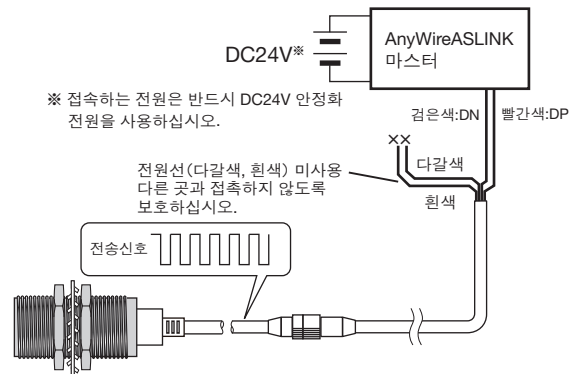 DC24V※
AnyWireASLINK
마스터
※ 접속하는 전원은 반드시 DC24V 안정화
전원을 사용하십시오.
검은색:DN
빨간색:DP
××
다갈색
흰색
전원선(다갈색, 흰색) 미사용
다른 곳과 접촉하지 않도록
보호하십시오.
전송신호